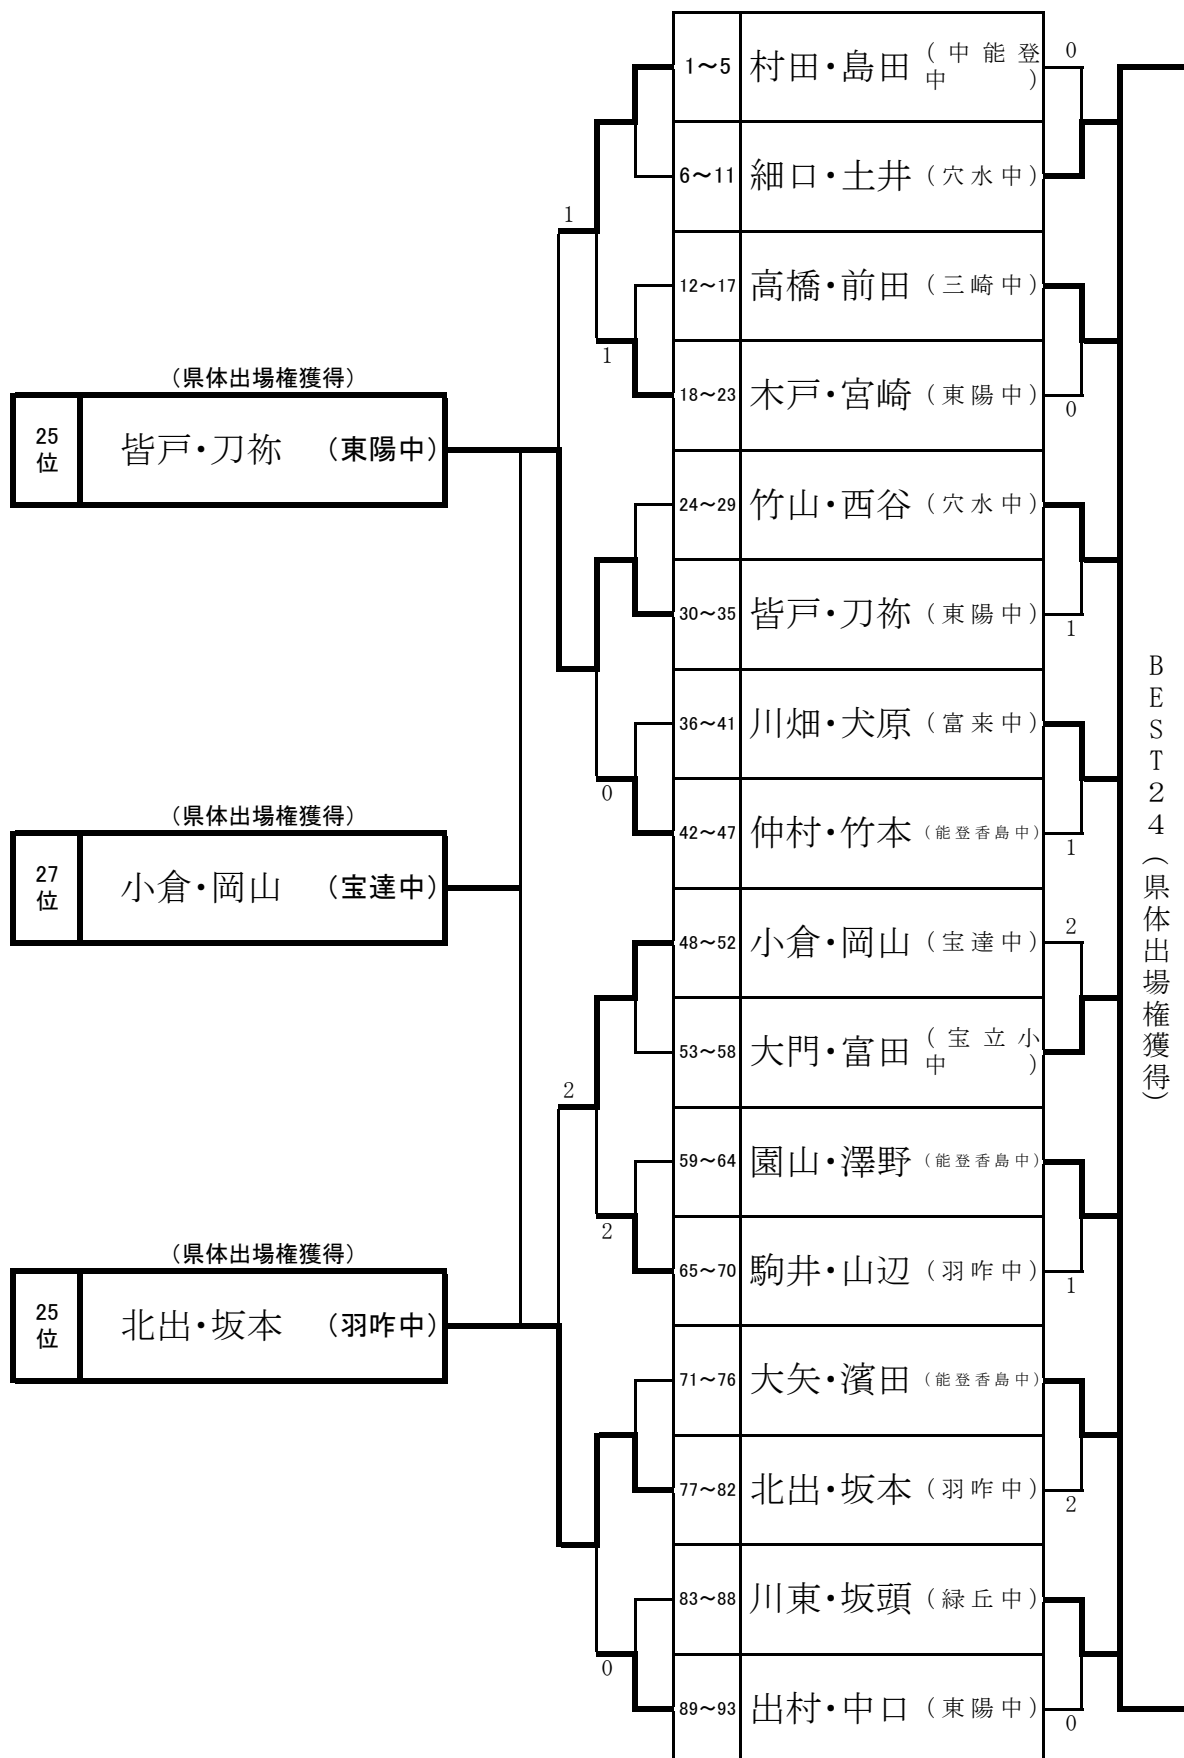 1～5 村田・島田 (中能登中) 0
6～11 細口・土井 (穴水中)
1
12～17 高橋・前田 (三崎中)
1
18～23 木戸・宮崎 (東陽中) 0
(県体出場権獲得)
25位 皆戸・刀祢 (東陽中)
24～29 竹山・西谷 (穴水中)
30～35 皆戸・刀祢 (東陽中) 1
36～41 川畑・犬原 (富来中)
0
42～47 仲村・竹本 (能登香島中) 1
(県体出場権獲得)
27位 小倉・岡山 (宝達中)
48～52 小倉・岡山 (宝達中) 2
53～58 大門・富田 (宝立小中)
2
59～64 園山・澤野 (能登香島中)
2
65～70 駒井・山辺 (羽咋中) 1
(県体出場権獲得)
25位 北出・坂本 (羽咋中)
71～76 大矢・濱田 (能登香島中)
77～82 北出・坂本 (羽咋中) 2
83～88 川東・坂頭 (緑丘中)
0
89～93 出村・中口 (東陽中) 0
BEST24(県体出場権獲得)